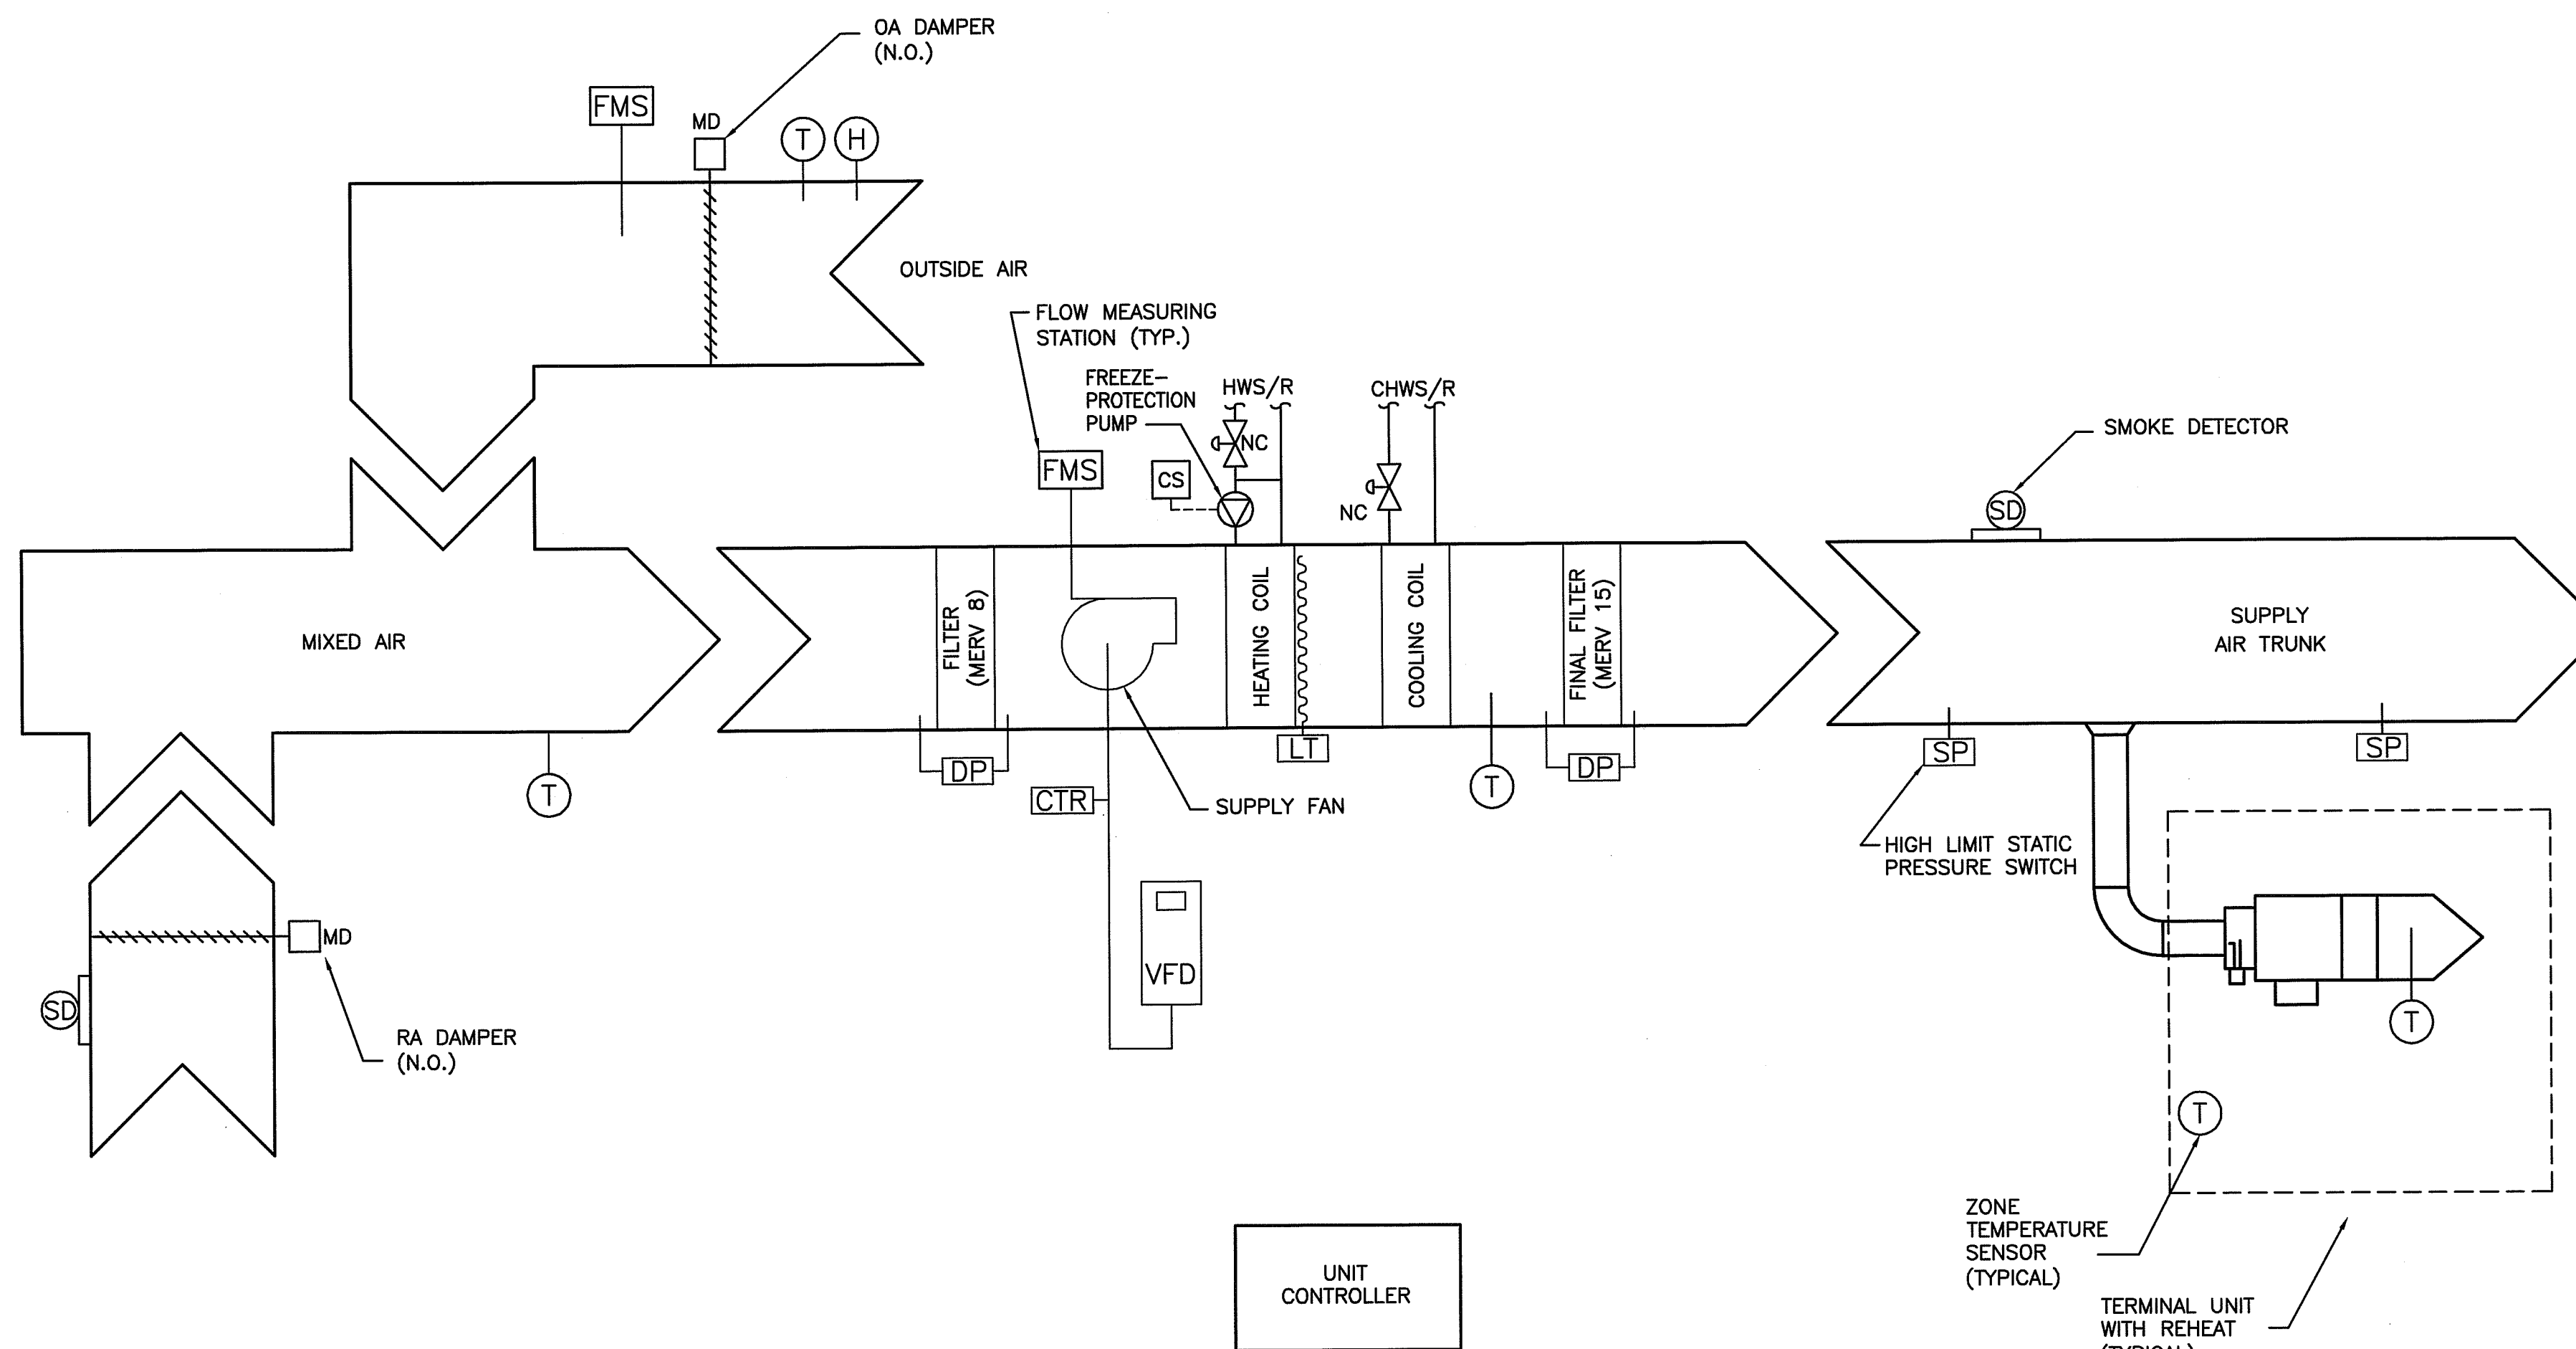 OA DAMPER
(N.O.)
FMS
MD
T
H
OUTSIDE AIR
FLOW MEASURING
STATION (TYP.)
FREEZE-
PROTECTION
PUMP
HWS/R
CHWS/R
NC
NC
CS
FMS
SMOKE DETECTOR
SD
MIXED AIR
FILTER
(MERV 8)
HEATING COIL
COOLING COIL
FINAL FILTER
(MERV 15)
SUPPLY
AIR TRUNK
T
DP
LT
T
DP
SP
SP
CTR
SUPPLY FAN
HIGH LIMIT STATIC
PRESSURE SWITCH
VFD
MD
SD
RA DAMPER
(N.O.)
T
T
ZONE
TEMPERATURE
SENSOR
(TYPICAL)
UNIT
CONTROLLER
TERMINAL UNIT
WITH REHEAT